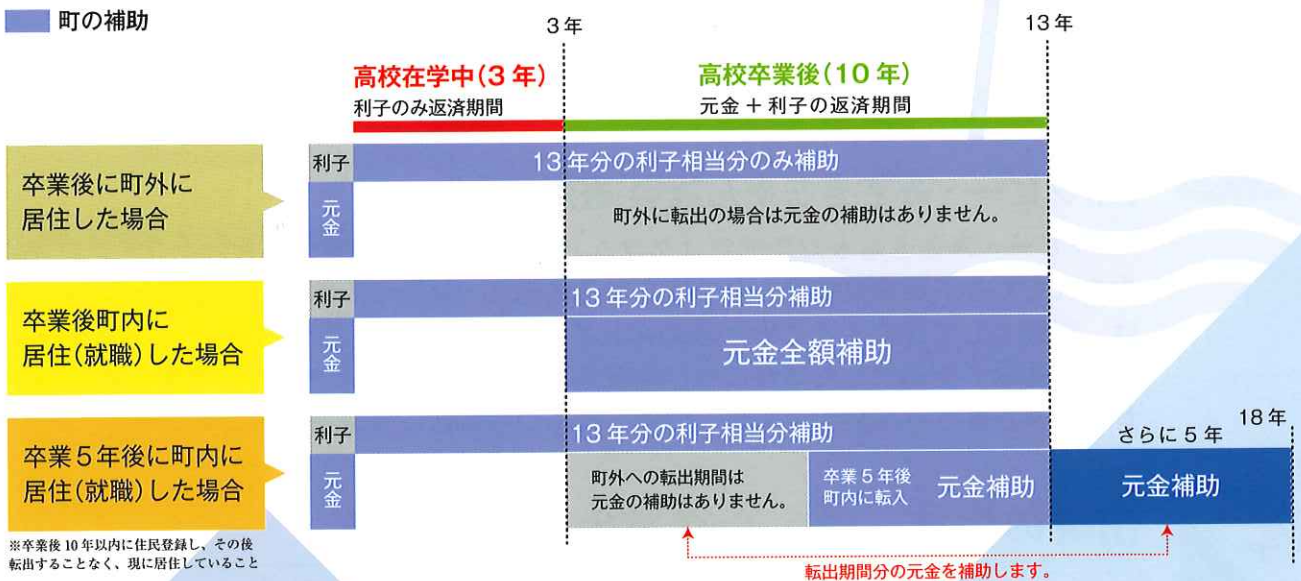 町の補助
3年
13年
高校在学中(3年)
利子のみ返済期間
高校卒業後(10年)
元金+利子の返済期間
卒業後に町外に
居住した場合
利子
13年分の利子相当分のみ補助
元金
町外に転出の場合は元金の補助はありません。
卒業後町内に
居住(就職)した場合
利子
13年分の利子相当分補助
元金
元金全額補助
卒業5年後に町内に
居住(就職)した場合
利子
13年分の利子相当分補助
さらに5年
18年
元金
町外への転出期間は
元金の補助はありません。
卒業5年後
町内に転入
元金補助
元金補助
※卒業後10年以内に住民登録し、その後
転出することなく、現に居住していること
転出期間分の元金を補助します。